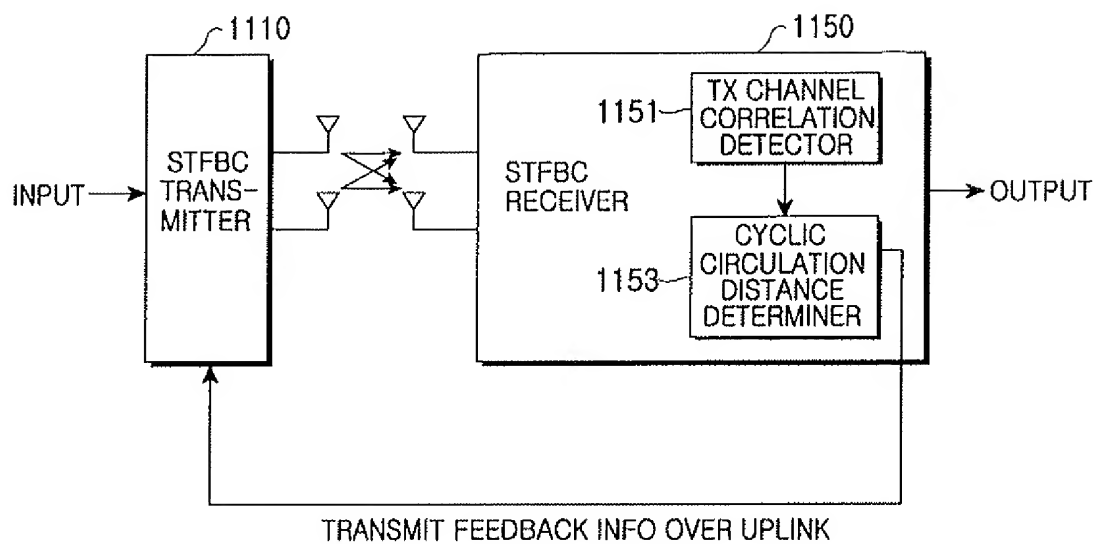 1110
1150
STFBC
TRANS-
MITTER
INPUT
STFBC
RECEIVER
1151
TX CHANNEL
CORRELATION
DETECTOR
1153
CYCLIC
CIRCULATION
DISTANCE
DETERMINER
OUTPUT
TRANSMIT FEEDBACK INFO OVER UPLINK